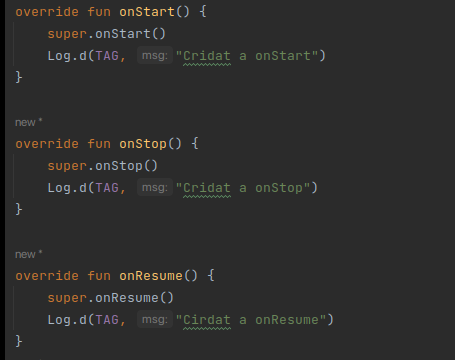 override fun onStart() {
super.onStart()
Log.d(TAG, msg: "Cridat a onStart")
}
new *
override fun onStop() {
super.onStop()
Log.d(TAG, msg: "Cridat a onStop")
}
new *
override fun onResume() {
super.onResume()
Log.d(TAG, msg: "Cirdat a onResume")
}